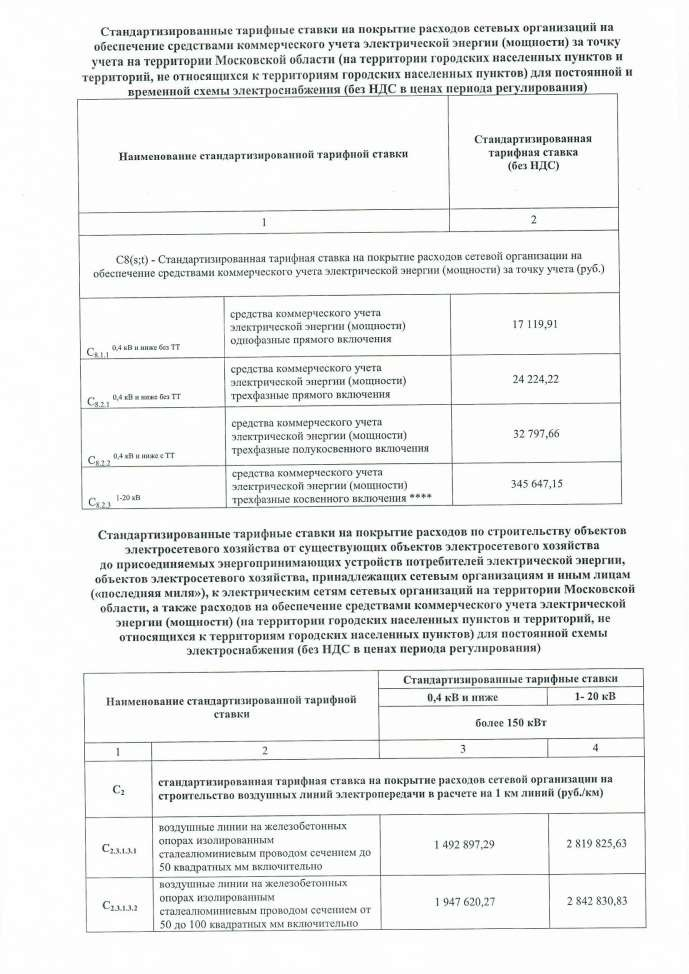 Стандартизированные тарифные ставки на покрытие расходов сетевых организаций на
обеспечение средствами коммерческого учета электрической энергии (мощности) за точку
учета на территории Московской области (на территории городских населенных пунктов и
территорий, не относящихся к территориям городских населенных пунктов) для постоянной и
временной схемы электроснабжения (без НДС в ценах периода регулирования)
Наименование стандартизированной тарифной ставки
Стандартизированная
тарифная ставка
(без НДС)
1
2
C8(s;t) - Стандартизированная тарифная ставка на покрытие расходов сетевой организации на
обеспечение средствами коммерческого учета электрической энергии (мощности) за точку учета (руб.)
С8.1.1 0,4 кВ и ниже без ТТ
средства коммерческого учета
электрической энергии (мощности)
однофазные прямого включения
17 119,91
С8.2.1 0,4 кВ и ниже без ТТ
средства коммерческого учета
электрической энергии (мощности)
трехфазные прямого включения
24 224,22
С8.2.2 0,4 кВ и ниже с ТТ
средства коммерческого учета
электрической энергии (мощности)
трехфазные полукосвенного включения
32 797,66
С8.2.3 1-20 кВ
средства коммерческого учета
электрической энергии (мощности)
трехфазные косвенного включения ****
345 647,15
Стандартизированные тарифные ставки на покрытие расходов по строительству объектов
электросетевого хозяйства от существующих объектов электросетевого хозяйства
до присоединяемых энергопринимающих устройств потребителей электрической энергии,
объектов электросетевого хозяйства, принадлежащих сетевым организациям и иным лицам
(«последняя миля»), к электрическим сетям сетевых организаций на территории Московской
области, а также расходов на обеспечение средствами коммерческого учета электрической
энергии (мощности) (на территории городских населенных пунктов и территорий, не
относящихся к территориям городских населенных пунктов) для постоянной схемы
электроснабжения (без НДС в ценах периода регулирования)
Наименование стандартизированной тарифной
ставки
Стандартизированные тарифные ставки
0,4 кВ и ниже
1- 20 кВ
более 150 кВт
1
2
3
4
С2
стандартизированная тарифная ставка на покрытие расходов сетевой организации на
строительство воздушных линий электропередачи в расчете на 1 км линий (руб./км)
С2.3.1.3.1
воздушные линии на железобетонных
опорах изолированным
сталеалюминиевым проводом сечением до
50 квадратных мм включительно
1 492 897,29
2 819 825,63
С2.3.1.3.2
воздушные линии на железобетонных
опорах изолированным
сталеалюминиевым проводом сечением от
50 до 100 квадратных мм включительно
1 947 620,27
2 842 830,83